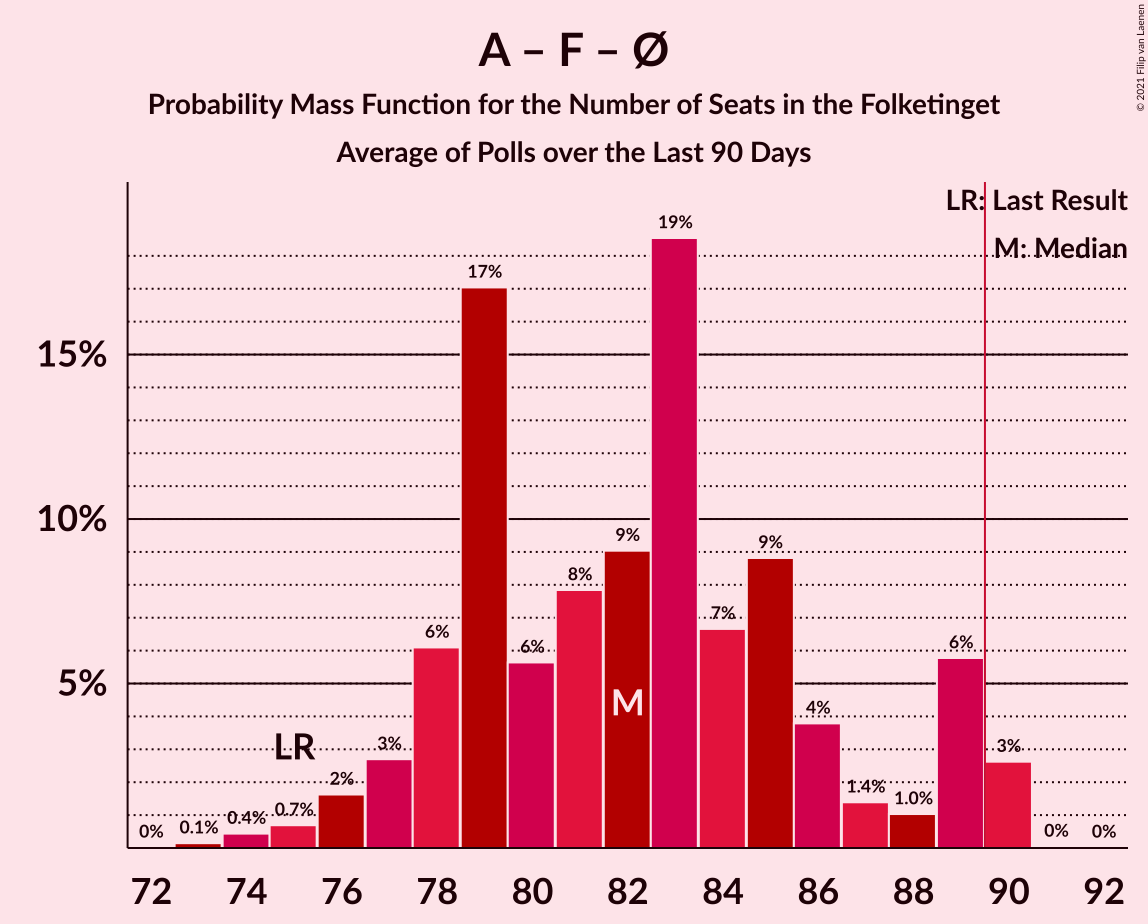 A – F – Ø
Probability Mass Function for the Number of Seats in the Folketinget
Average of Polls over the Last 90 Days
© 2021 Filip van Laenen
LR: Last Result
M: Median
15%
10%
5%
0%
0.1%
0.4%
0.7%
2%
3%
6%
17%
6%
8%
9%
19%
7%
9%
4%
1.4%
1.0%
6%
3%
0%
0%
LR
M
72 74 76 78 80 82 84 86 88 90 92